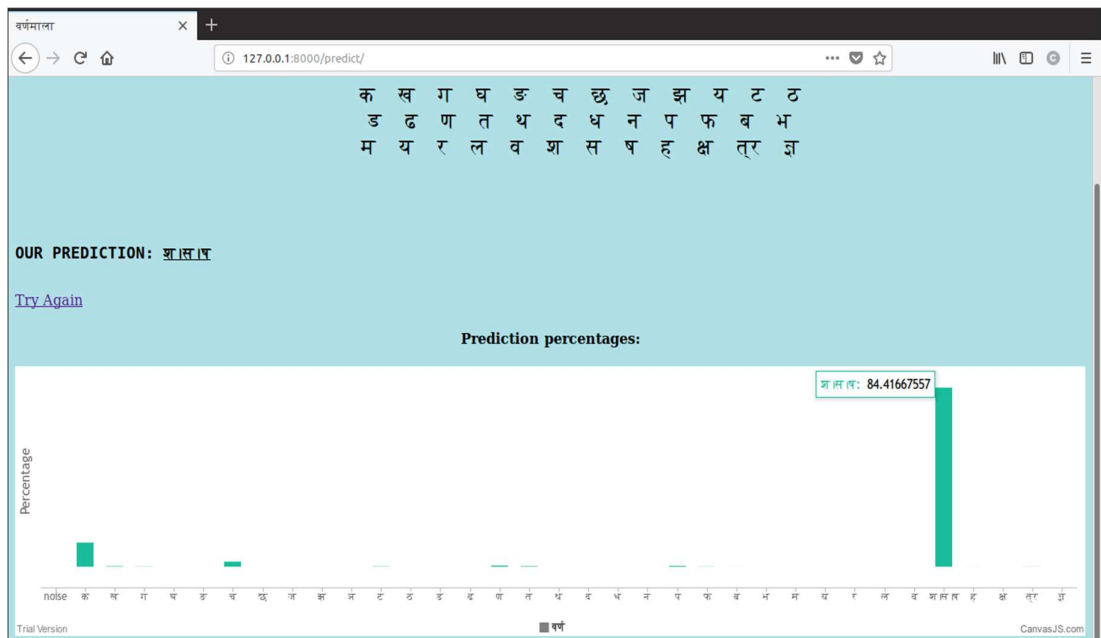 वर्णमाला
127.0.0.1:8000/predict/
क ख ग घ ङ च छ ज झ य ट ठ
ड ढ ण त थ द ध न प फ ब भ
म य र ल व श स ष ह क्ष त्र ज्ञ
OUR PREDICTION: श।स।ष
Try Again
Prediction percentages:
श।स।ष: 84.41667557
Percentage
noise क ख ग घ ङ च छ ज झ ञ ट ठ ड ढ ण त थ द ध न प फ ब भ म य र ल व श।स।ष ह क्ष त्र ज्ञ
वर्ण
Trial Version
CanvasJS.com